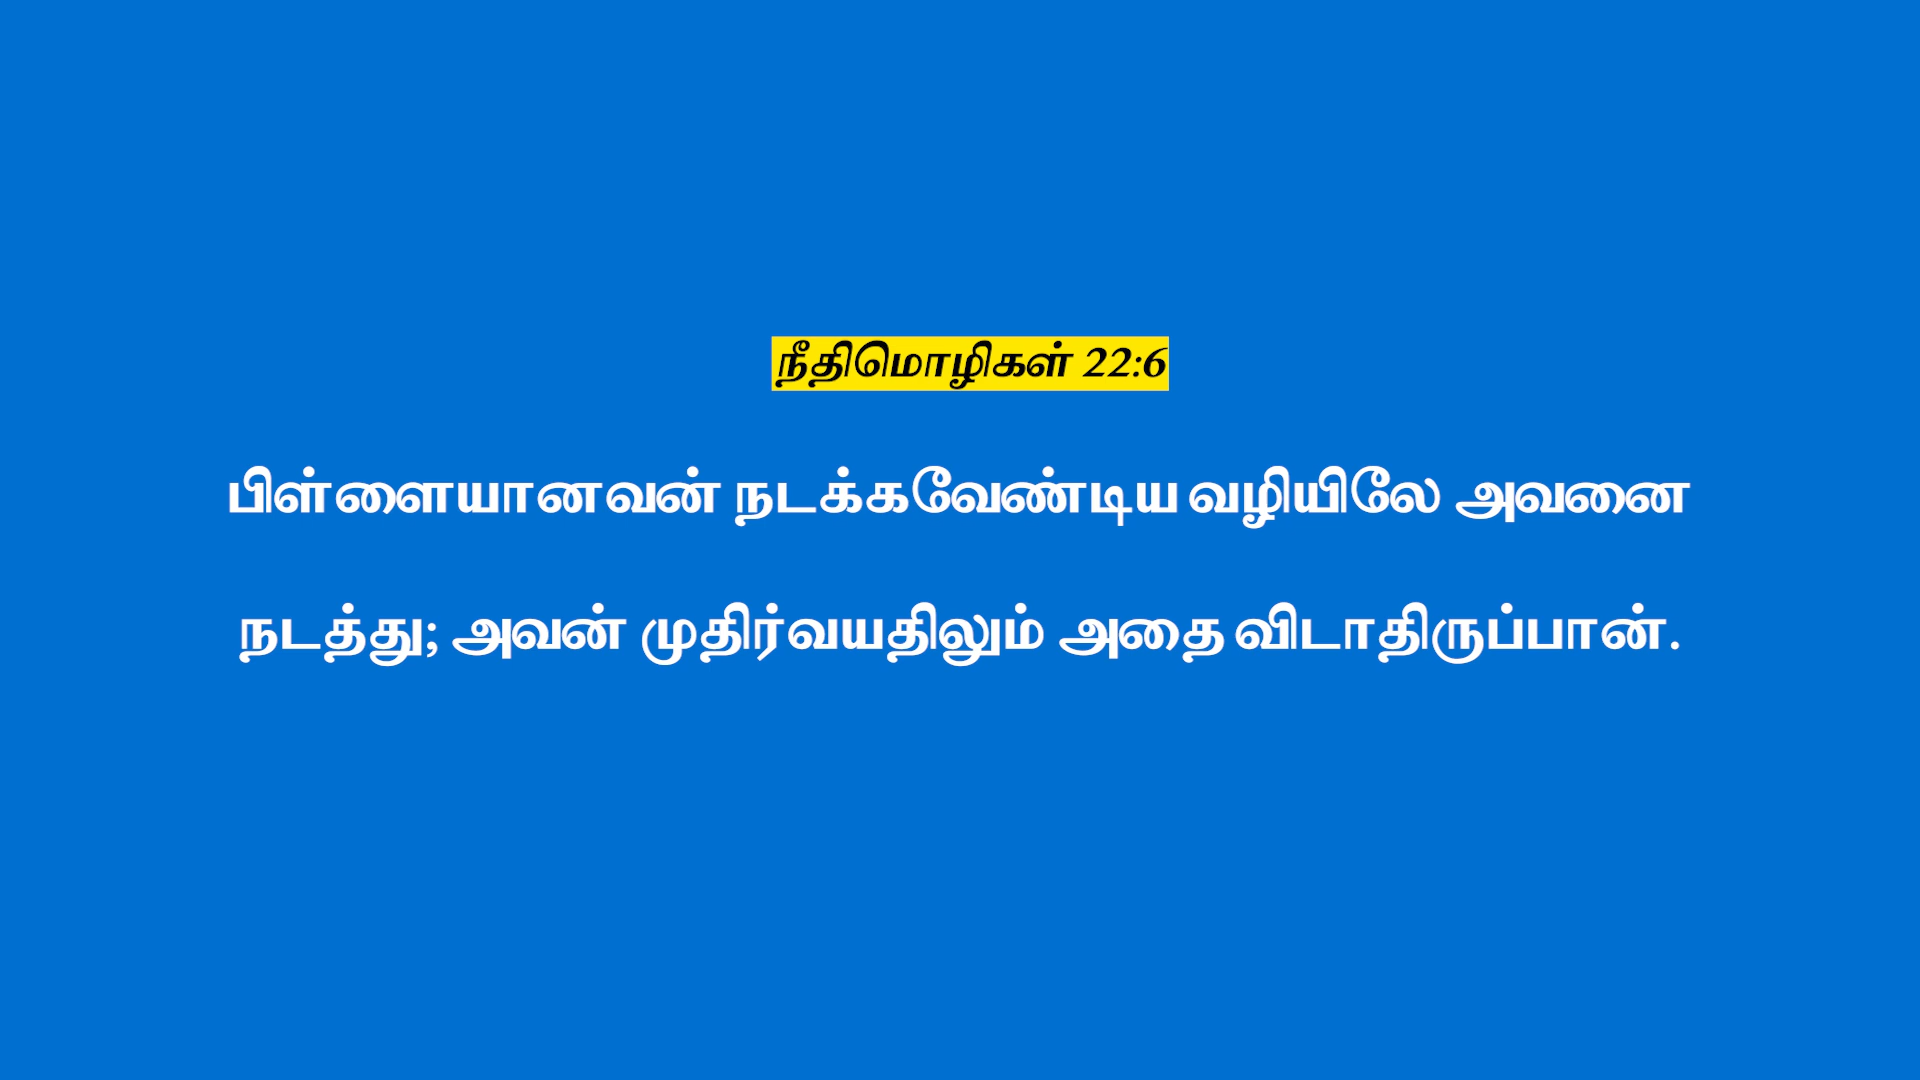 நீதிமொழிகள் 22:6
பிள்ளையானவன் நடக்கவேண்டிய வழியிலே அவனை
நடத்து; அவன் முதிர்வயதிலும் அதை விடாதிருப்பான்.